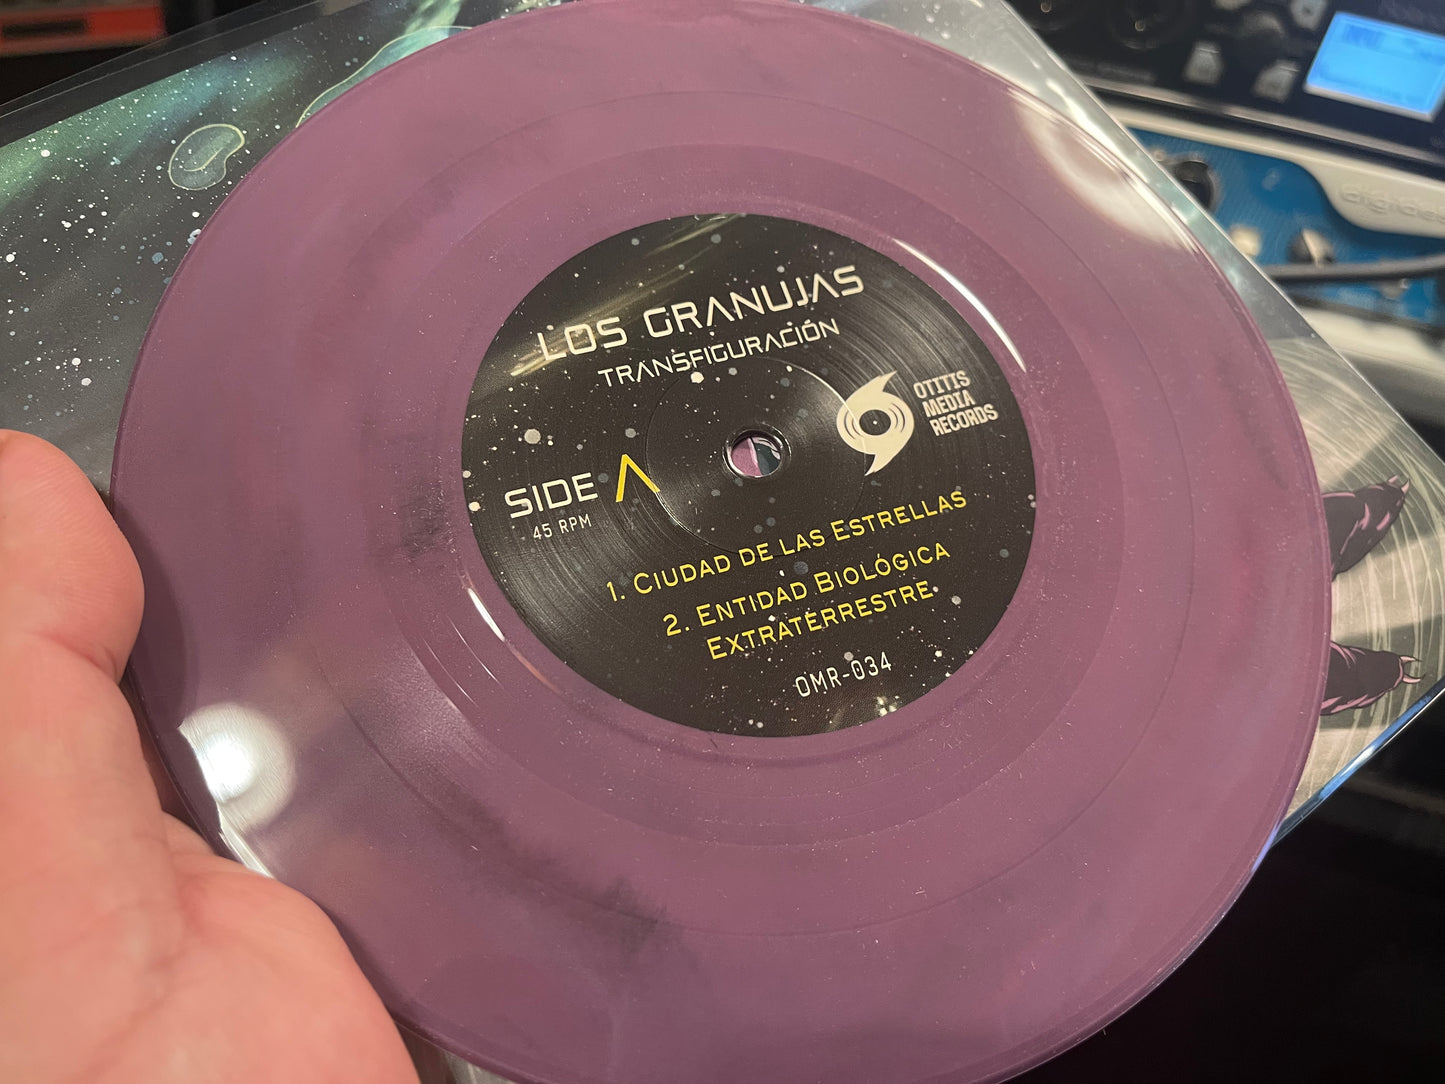 LOS GRANUJAS
TRANSFIGURACIÓN
OTITIS
MEDIA
RECORDS
SIDE A
45 RPM
1. CIUDAD DE LAS ESTRELLAS
2. ENTIDAD BIOLÓGICA
EXTRATERRESTRE
OMR-034